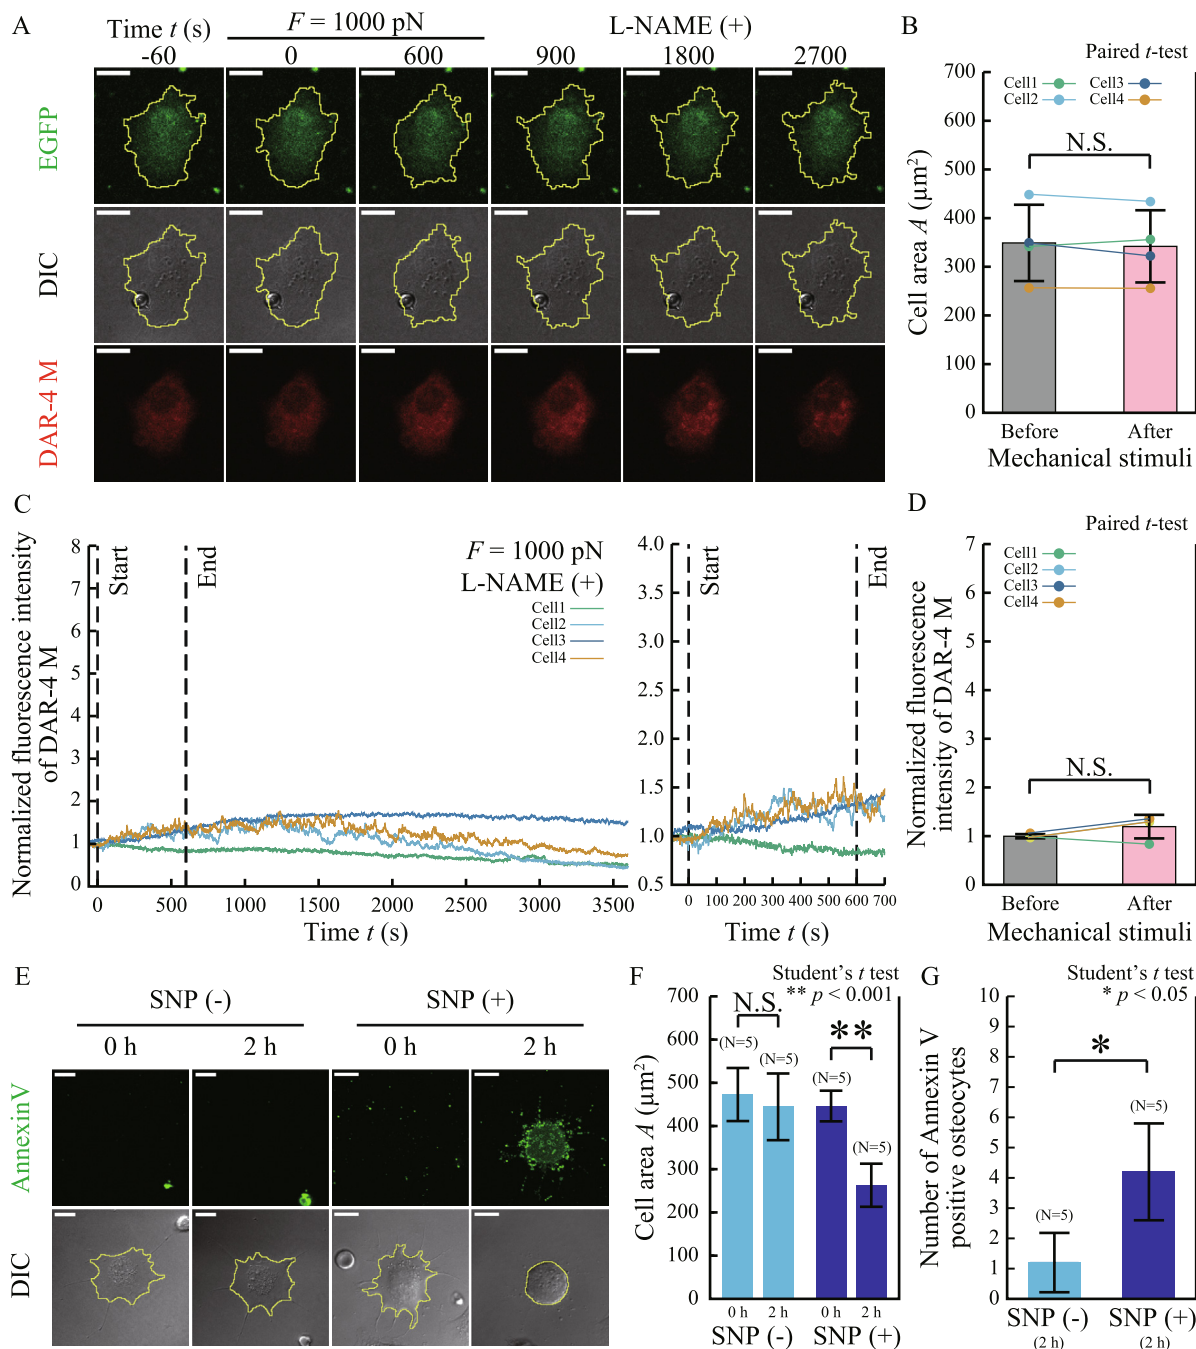 A
Time t (s)
F = 1000 pN
L-NAME (+)
-60
0
600
900
1800
2700
EGFP
DIC
DAR-4 M
B
Paired t-test
Cell1
Cell2
Cell3
Cell4
N.S.
Cell area A (μm²)
700
600
500
400
300
200
100
0
Before
After
Mechanical stimuli
C
Normalized fluorescence intensity
of DAR-4 M
8
7
6
5
4
3
2
1
0
Start
End
F = 1000 pN
L-NAME (+)
Cell1
Cell2
Cell3
Cell4
0 500 1000 1500 2000 2500 3000 3500
Time t (s)
4.0
3.5
3.0
2.5
2.0
1.5
1.0
0.5
Start
End
0 100 200 300 400 500 600 700
Time t (s)
D
Paired t-test
Cell1
Cell2
Cell3
Cell4
N.S.
Normalized fluorescence
intensity of DAR-4 M
7
6
5
4
3
2
1
0
Before
After
Mechanical stimuli
E
SNP (-)
SNP (+)
0 h
2 h
0 h
2 h
AnnexinV
DIC
F
Student's t test
** p < 0.001
N.S.
**
(N=5)
(N=5)
(N=5)
(N=5)
Cell area A (μm²)
700
600
500
400
300
200
100
0
0 h
2 h
0 h
2 h
SNP (-)
SNP (+)
G
Student's t test
* p < 0.05
*
(N=5)
(N=5)
Number of Annexin V
positive osteocytes
10
9
8
7
6
5
4
3
2
1
0
SNP (-)
(2 h)
SNP (+)
(2 h)